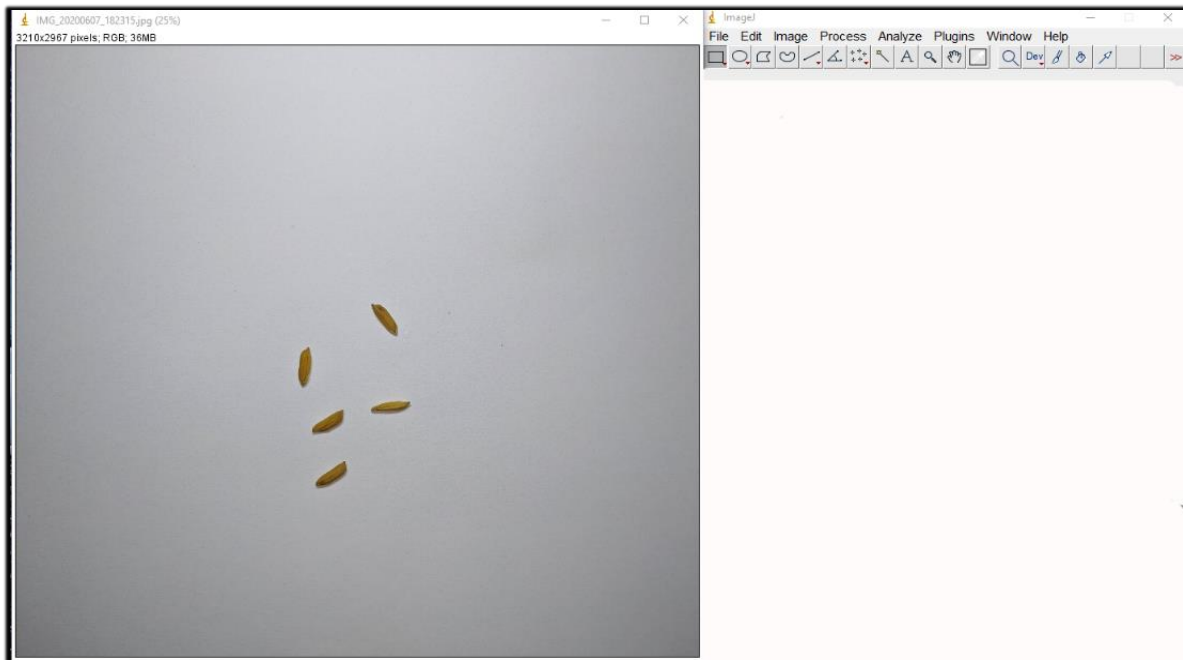 IMG_20200607_182315.jpg (25%)
3210x2967 pixels; RGB; 36MB
ImageJ
File Edit Image Process Analyze Plugins Window Help
A Dev >>